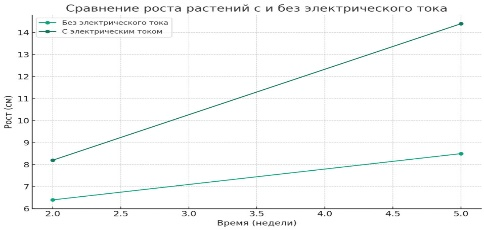 Сравнение роста растений с и без электрического тока
Без электрического тока
С электрическим током
14
13
12
11
10
9
8
7
6
Рост (см)
2.0 2.5 3.0 3.5 4.0 4.5 5.0
Время (недели)